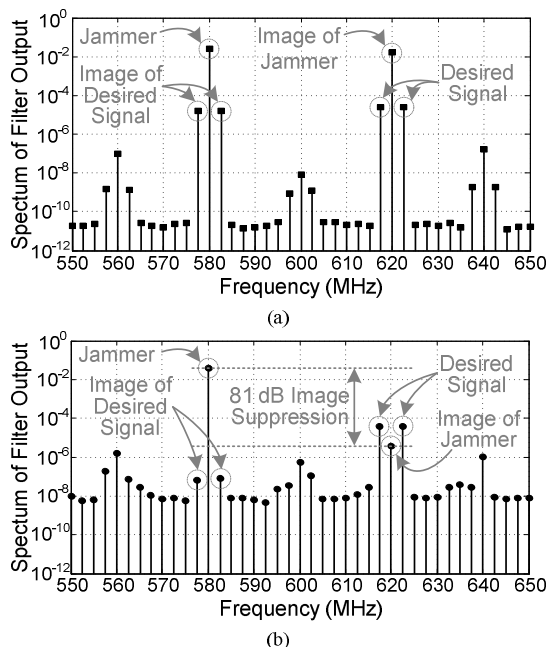 Spectum of Filter Output
10^0
10^-2
10^-4
10^-6
10^-8
10^-10
10^-12
Jammer
Image of
Desired
Signal
Image of
Jammer
Desired
Signal
550 560 570 580 590 600 610 620 630 640 650
Frequency (MHz)
(a)
Spectum of Filter Output
10^0
10^-2
10^-4
10^-6
10^-8
10^-10
10^-12
Jammer
Image of
Desired
Signal
81 dB Image
Suppression
Desired
Signal
Image of
Jammer
550 560 570 580 590 600 610 620 630 640 650
Frequency (MHz)
(b)